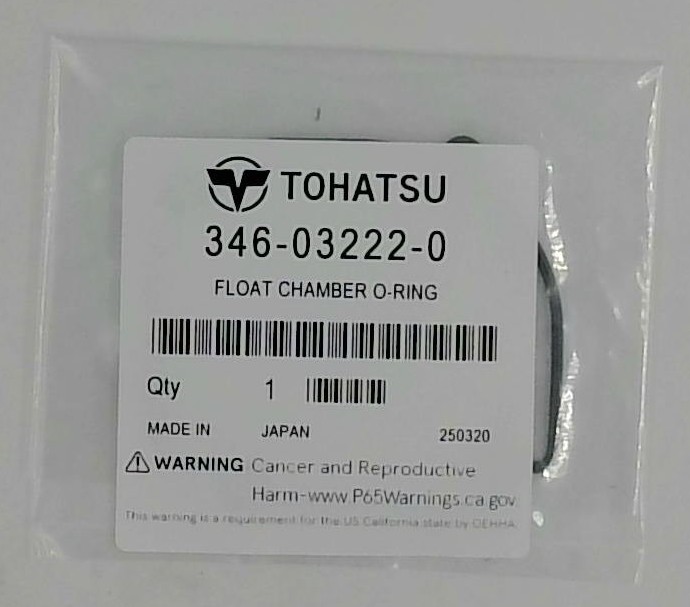 TOHATSU
346-03222-0
FLOAT CHAMBER O-RING
Qty 1
MADE IN JAPAN 250320
WARNING Cancer and Reproductive
Harm-www.P65Warnings.ca.gov
This warning is a requirement for the US California state by OEHHA